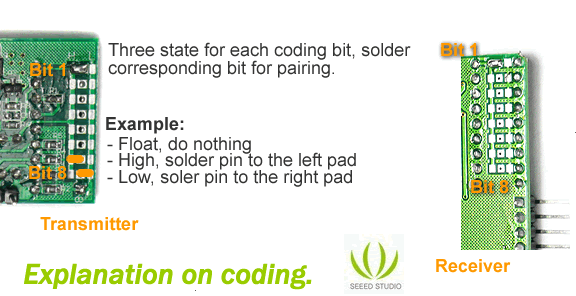 Bit 1
Three state for each coding bit, solder
corresponding bit for pairing.
Example:
- Float, do nothing
- High, solder pin to the left pad
- Low, soler pin to the right pad
Bit 8
Transmitter
Bit 1
Bit 8
Receiver
Explanation on coding.
SEEED STUDIO